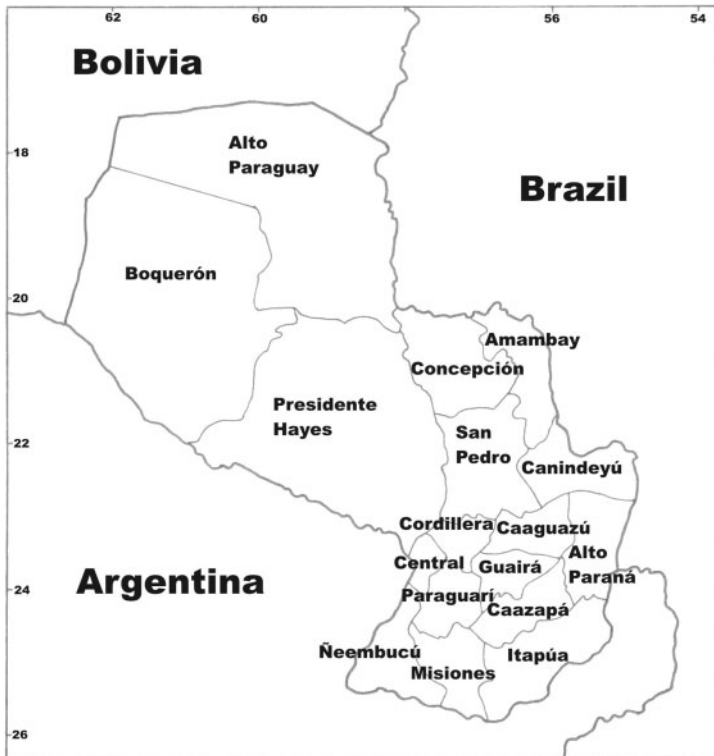 62
60
56
54
Bolivia
Alto
Paraguay
18
Brazil
Boquerón
20
Amambay
Concepción
Presidente
Hayes
San
Pedro
22
Canindeyú
Cordillera
Caaguazú
Central
Guairá
Alto
Paraná
Argentina
24
Paraguarí
Caazapá
Ñeembucú
Itapúa
Misiones
26